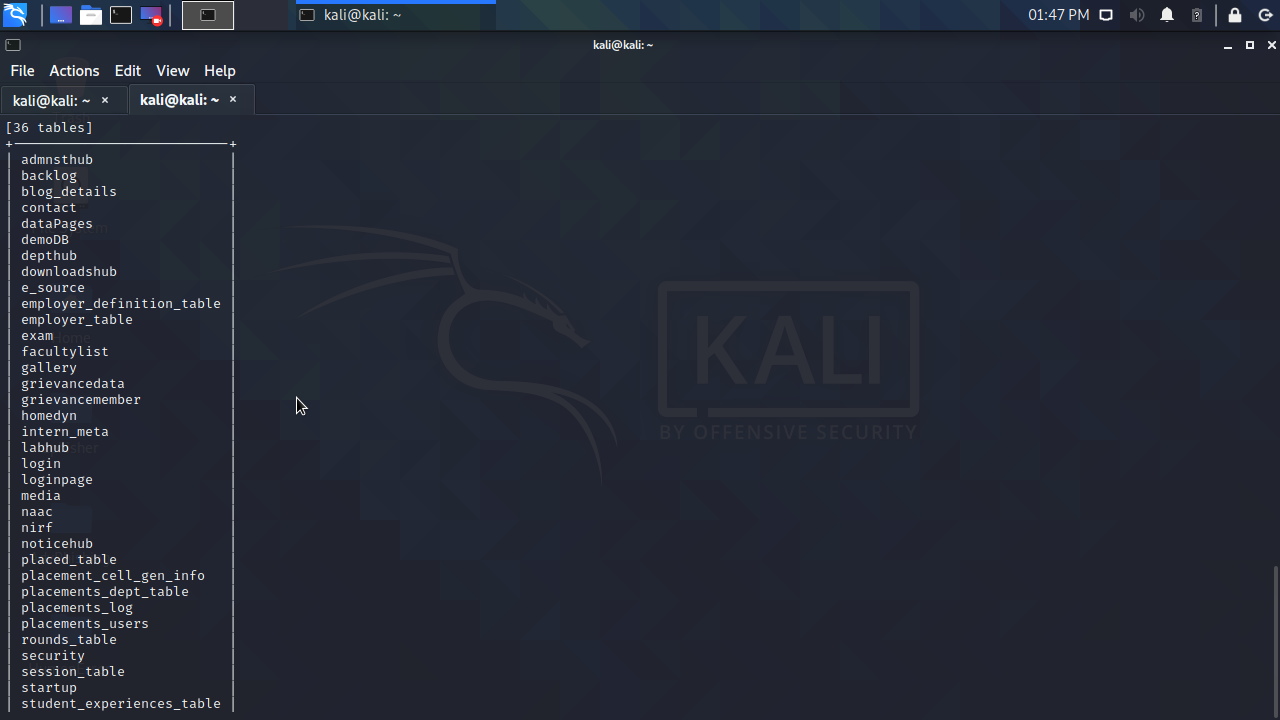 kali@kali: ~
01:47 PM
kali@kali: ~
File Actions Edit View Help
kali@kali: ~ × kali@kali: ~ ×
[36 tables]
admnsthub
backlog
blog_details
contact
dataPages
demoDB
depthub
downloadshub
e_source
employer_definition_table
employer_table
exam
facultylist
gallery
grievancedata
grievancemember
homedyn
intern_meta
labhub
login
loginpage
media
naac
nirf
noticehub
placed_table
placement_cell_gen_info
placements_dept_table
placements_log
placements_users
rounds_table
security
session_table
startup
student_experiences_table
KALI
BY OFFENSIVE SECURITY